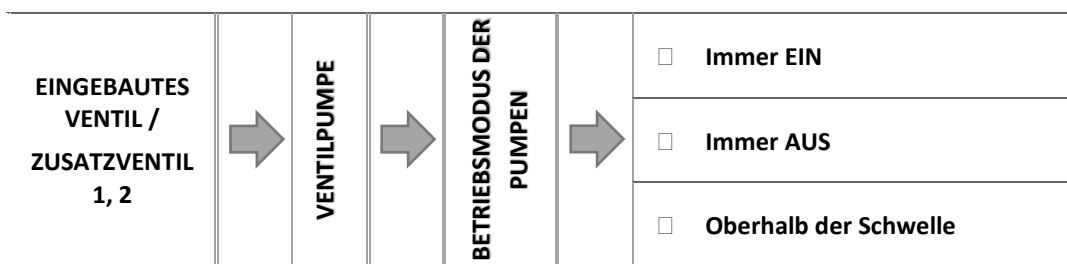 EINGEBAUTES
VENTIL /
ZUSATZVENTIL
1, 2
VENTILPUMPE
BETRIEBSMODUS DER
PUMPEN
□ Immer EIN
□ Immer AUS
□ Oberhalb der Schwelle